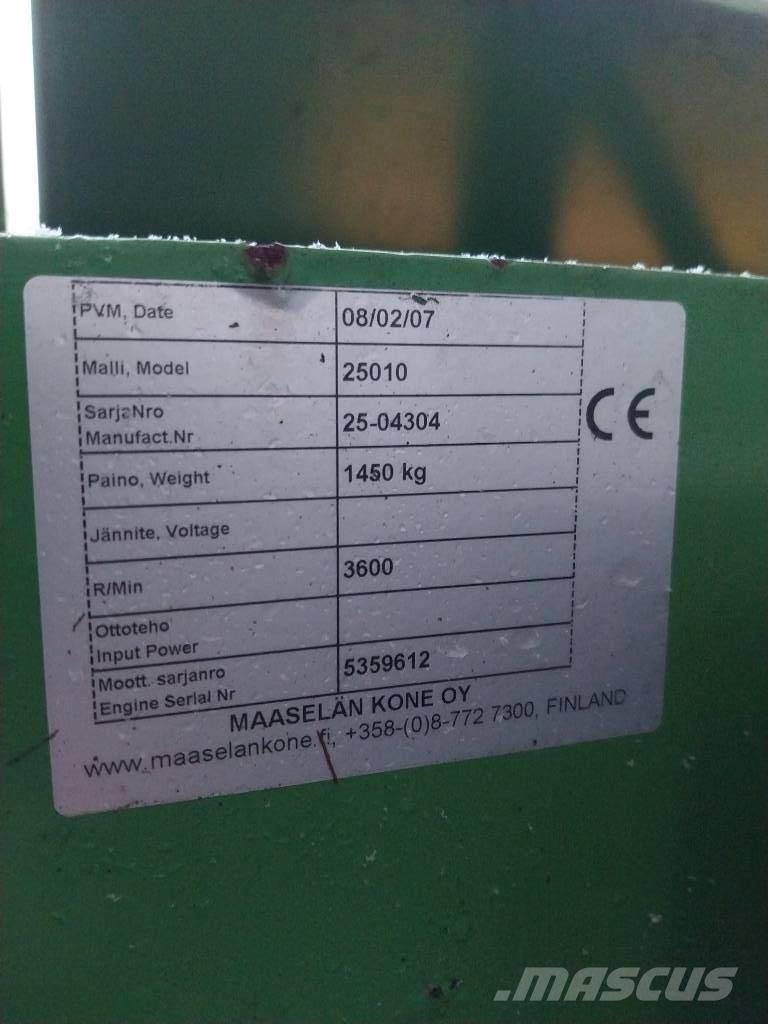 PVM, Date 08/02/07
Malli, Model 25010
SarjaNro
Manufact.Nr 25-04304
Paino, Weight 1450 kg
Jännite, Voltage
R/Min 3600
Ottoteho
Input Power
Moott. sarjanro
Engine Serial Nr 5359612
CE
MAASELÄN KONE OY
www.maaselankone.fi, +358-(0)8-772 7300, FINLAND
MASCUS